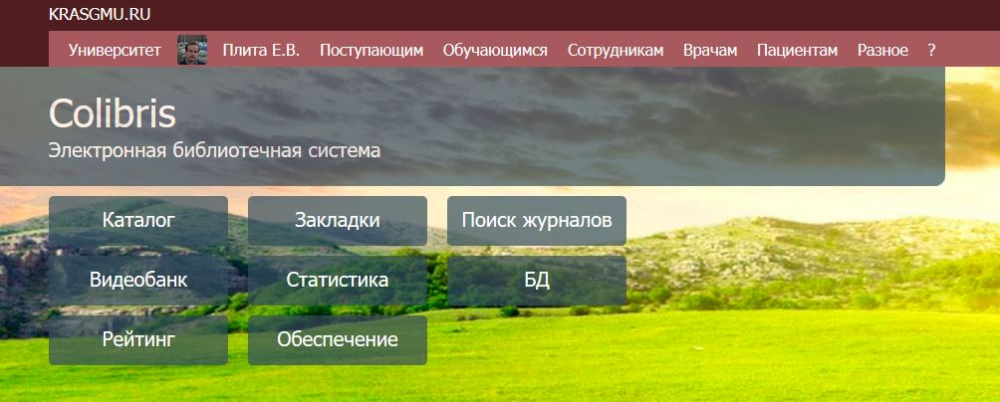 KRASGMU.RU
Университет Плита Е.В. Поступающим Обучающимся Сотрудникам Врачам Пациентам Разное ?
Colibris
Электронная библиотечная система
Каталог Закладки Поиск журналов
Видеобанк Статистика БД
Рейтинг Обеспечение